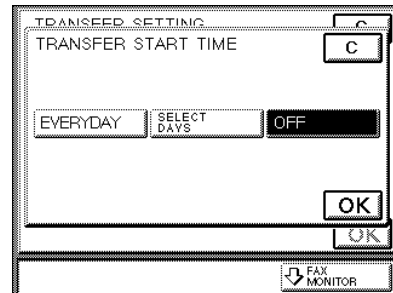 TRANSFER SETTING
C
TRANSFER START TIME
C
EVERYDAY
SELECT
DAYS
OFF
OK
OK
FAX
MONITOR